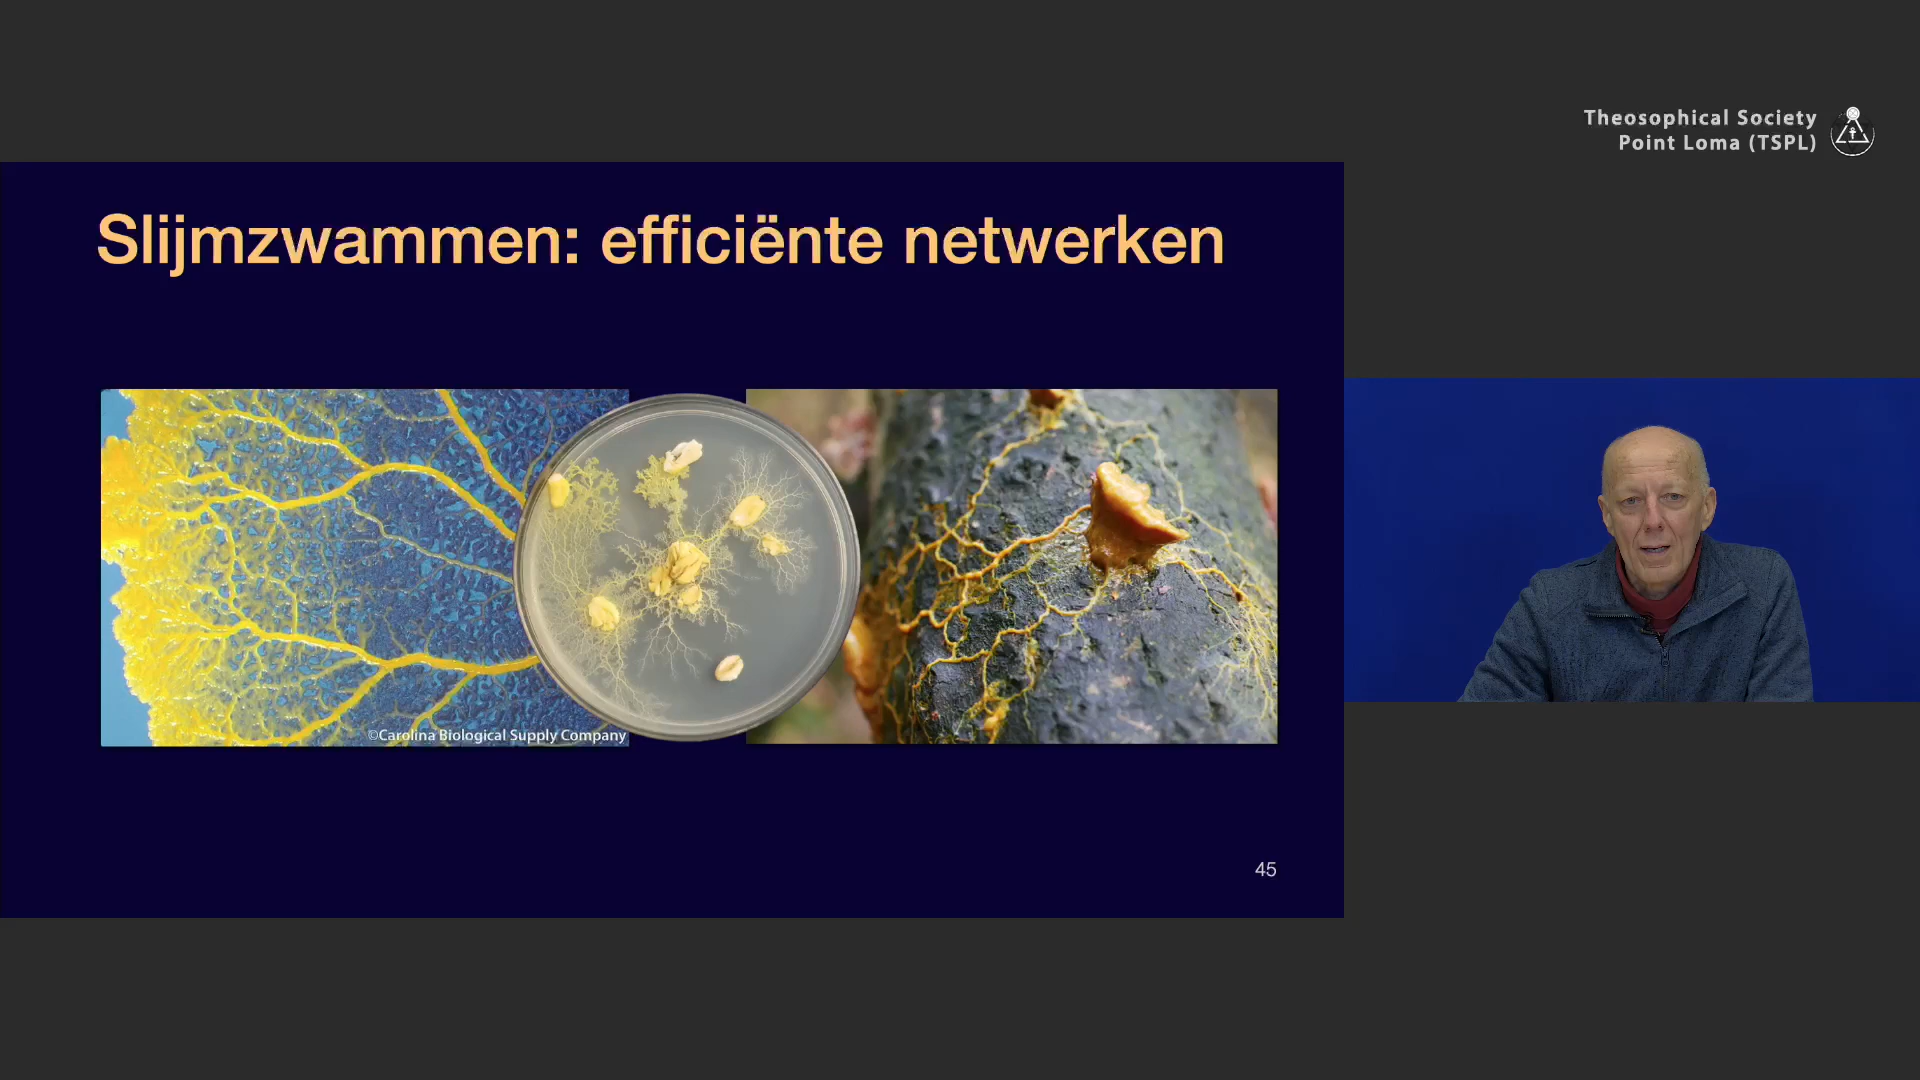 Theosophical Society
Point Loma (TSPL)
Slijmzwammen: efficiënte netwerken
©Carolina Biological Supply Company
45